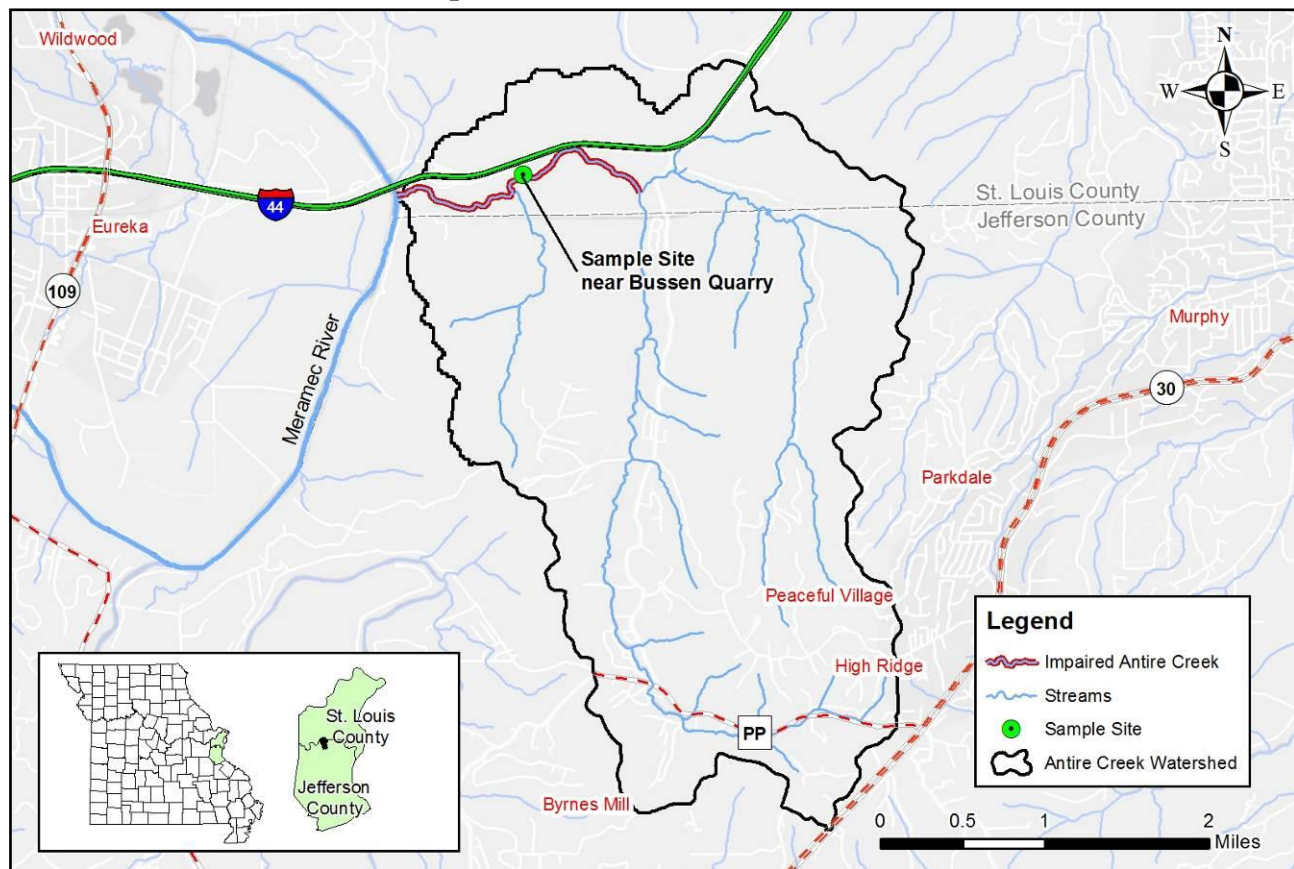 Wildwood
N
W
E
S
44
Eureka
St. Louis County
Jefferson County
Sample Site
near Bussen Quarry
109
Murphy
30
Meramec River
Parkdale
Peaceful Village
High Ridge
PP
Byrnes Mill
St. Louis
County
Jefferson
County
Legend
Impaired Antire Creek
Streams
Sample Site
Antire Creek Watershed
0 0.5 1 2
Miles